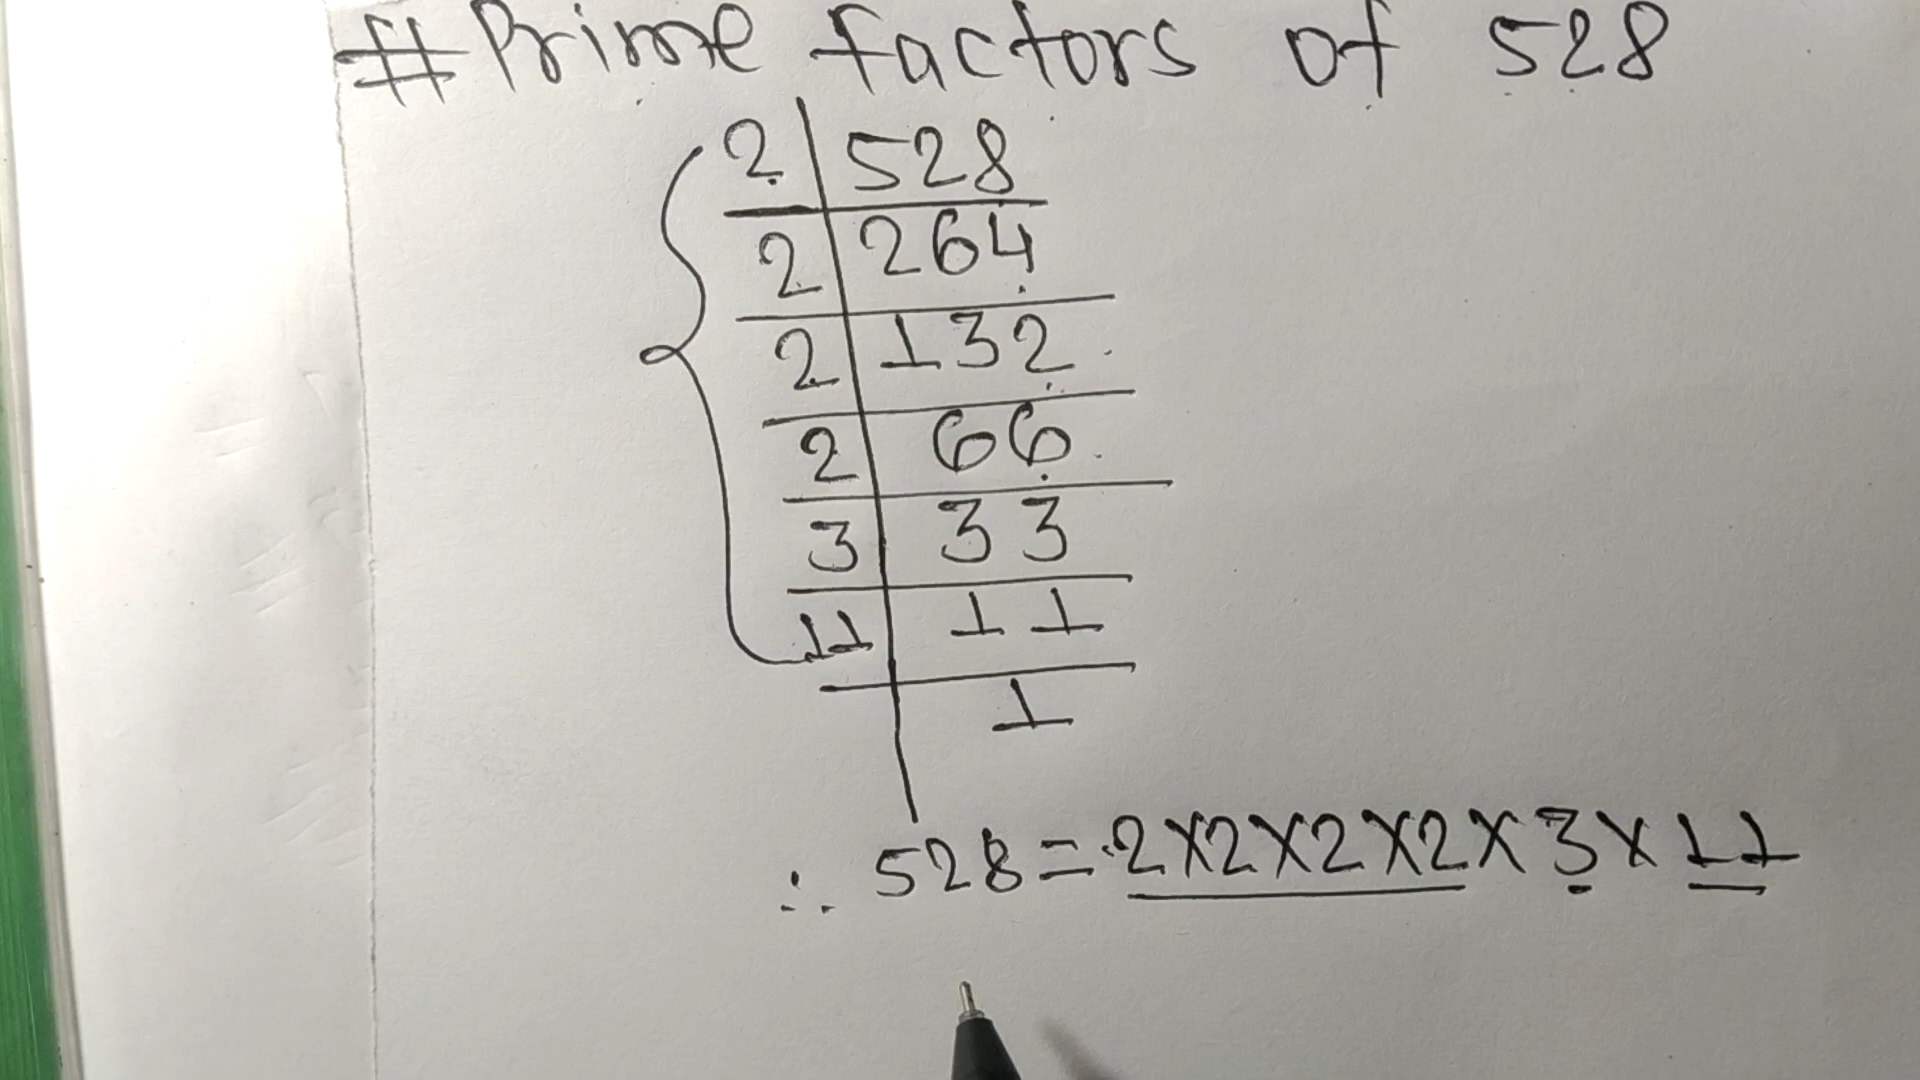 # Prime factors of 528
2 | 528
2 | 264
2 | 132
2 | 66
3 | 33
11 | 11
1
∴ 528 = 2×2×2×2×3×11